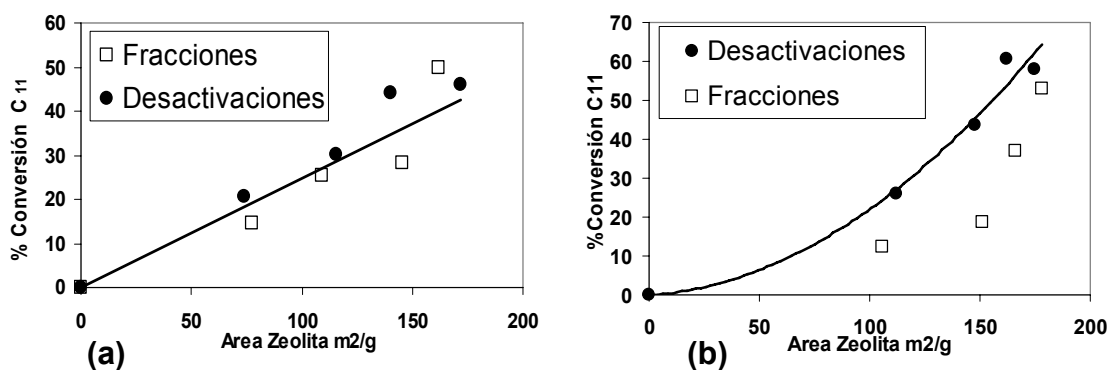 60
50
40
30
20
10
0
% Conversión C 11
Fracciones
Desactivaciones
0 50 100 150 200
Area Zeolita m2/g
(a)
70
60
50
40
30
20
10
0
%Conversión C11
Desactivaciones
Fracciones
0 50 100 150 200
Area Zeolita m2/g
(b)